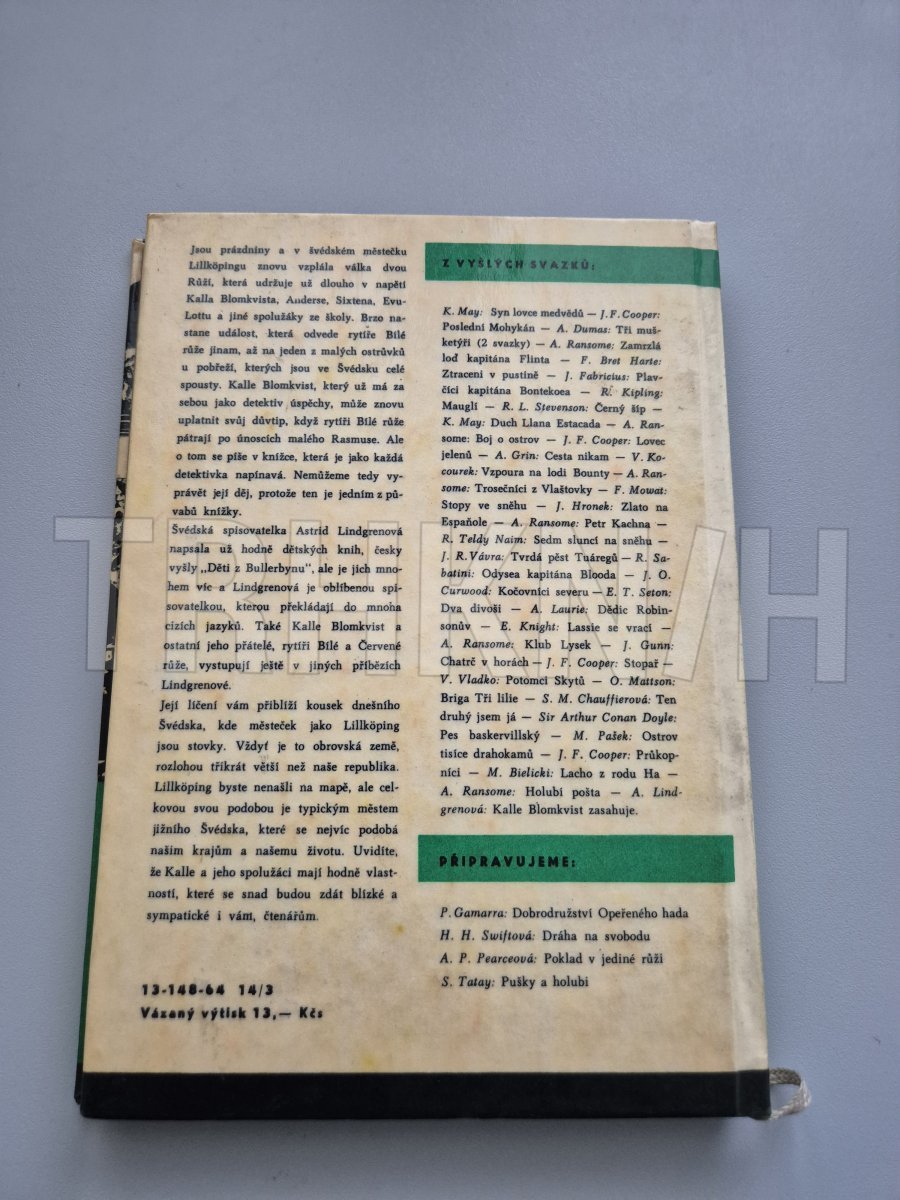 Jsou prázdniny a v švédském městečku
Lillköpingu znovu vzplála válka dvou
Růží, která udržuje už dlouho v napětí
Kalla Blomkvista, Anderse, Sixtena, Evu-
Lottu a jiné spolužáky ze školy. Brzo na-
stane událost, která odvede rytíře Bílé
růže jinam, až na jeden z malých ostrůvků
u pobřeží, kterých jsou ve Švédsku celé
spousty. Kalle Blomkvist, který už má za
sebou jako detektiv úspěchy, může znovu
uplatnit svůj důvtip, když rytíři Bílé růže
pátrají po únoscích malého Rasmuse. Ale
o tom se píše v knížce, která je jako každá
detektivka napínavá. Nemůžeme tedy vy-
právět její děj, protože ten je jedním z pů-
vabů knížky.
Švédská spisovatelka Astrid Lindgrenová
napsala už hodně dětských knih, česky
vyšly „Děti z Bullerbynu", ale je jich mno-
hem víc a Lindgrenová je oblíbenou spi-
sovatelkou, kterou překládají do mnoha
cizích jazyků. Také Kalle Blomkvist a
ostatní jeho přátelé, rytíři Bílé a Červené
růže, vystupují ještě v jiných příbězích
Lindgrenové.
Její líčení vám přiblíží kousek dnešního
Švédska, kde městeček jako Lillköping
jsou stovky. Vždyť je to obrovská země,
rozlohou třikrát větší než naše republika.
Lillköping byste nenašli na mapě, ale cel-
kovou svou podobou je typickým městem
jižního Švédska, které se nejvíc podobá
našim krajům a našemu životu. Uvidíte,
že Kalle a jeho spolužáci mají hodně vlast-
ností, které se snad budou zdát blízké a
sympatické i vám, čtenářům.
13-148-64 14/3
Vázaný výtisk 13,— Kčs
Z VYŠLÝCH SVAZKŮ:
K. May: Syn lovce medvědů — J. F. Cooper:
Poslední Mohykán — A. Dumas: Tři muš-
ketýři (2 svazky) — A. Ransome: Zamrzlá
loď kapitána Flinta — F. Bret Harte:
Ztraceni v pustině — J. Fabricius: Plav-
číci kapitána Bontekoea — R. Kipling:
Mauglí — R. L. Stevenson: Černý šíp —
K. May: Duch Llana Estacada — A. Ran-
some: Boj o ostrov — J. F. Cooper: Lovec
jelenů — A. Grin: Cesta nikam — V. Ko-
courek: Vzpoura na lodi Bounty — A. Ran-
some: Trosečníci z Vlaštovky — F. Mowat:
Stopy ve sněhu — J. Hronek: Zlato na
Espaňole — A. Ransome: Petr Kachna —
R. Teldy Naim: Sedm sluncí na sněhu —
J. R. Vávra: Tvrdá pěst Tuáregů — R. Sa-
batini: Odysea kapitána Blooda — J. O.
Curwood: Kočovníci severu — E. T. Seton:
Dva divoši — A. Laurie: Dědic Robin-
sonův — E. Knight: Lassie se vrací —
A. Ransome: Klub Lysek — J. Gunn:
Chatrč v horách — J. F. Cooper: Stopař —
V. Vladko: Potomci Skytů — O. Mattson:
Briga Tři lilie — S. M. Chauffierová: Ten
druhý jsem já — Sir Arthur Conan Doyle:
Pes baskervillský — M. Pašek: Ostrov
tisíce drahokamů — J. F. Cooper: Průkop-
níci — M. Bielicki: Lacho z rodu Ha —
A. Ransome: Holubí pošta — A. Lind-
grenová: Kalle Blomkvist zasahuje.
PŘIPRAVUJEME:
P. Gamarra: Dobrodružství Opeřeného hada
H. H. Swiftová: Dráha na svobodu
A. P. Pearceová: Poklad v jediné růži
S. Tatay: Pušky a holubi